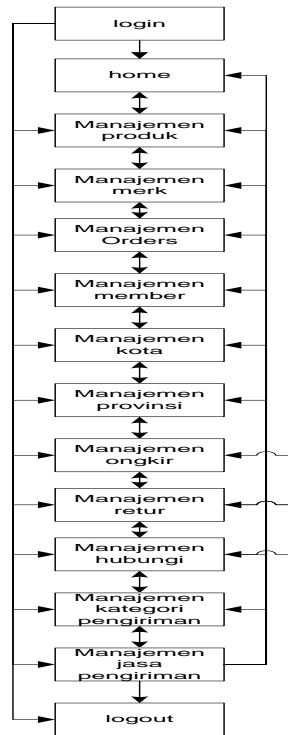 login
home
Manajemen
produk
Manajemen
merk
Manajemen
Orders
Manajemen
member
Manajemen
kota
Manajemen
provinsi
Manajemen
ongkir
Manajemen
retur
Manajemen
hubungi
Manajemen
kategori
pengiriman
Manajemen
jasa
pengiriman
logout